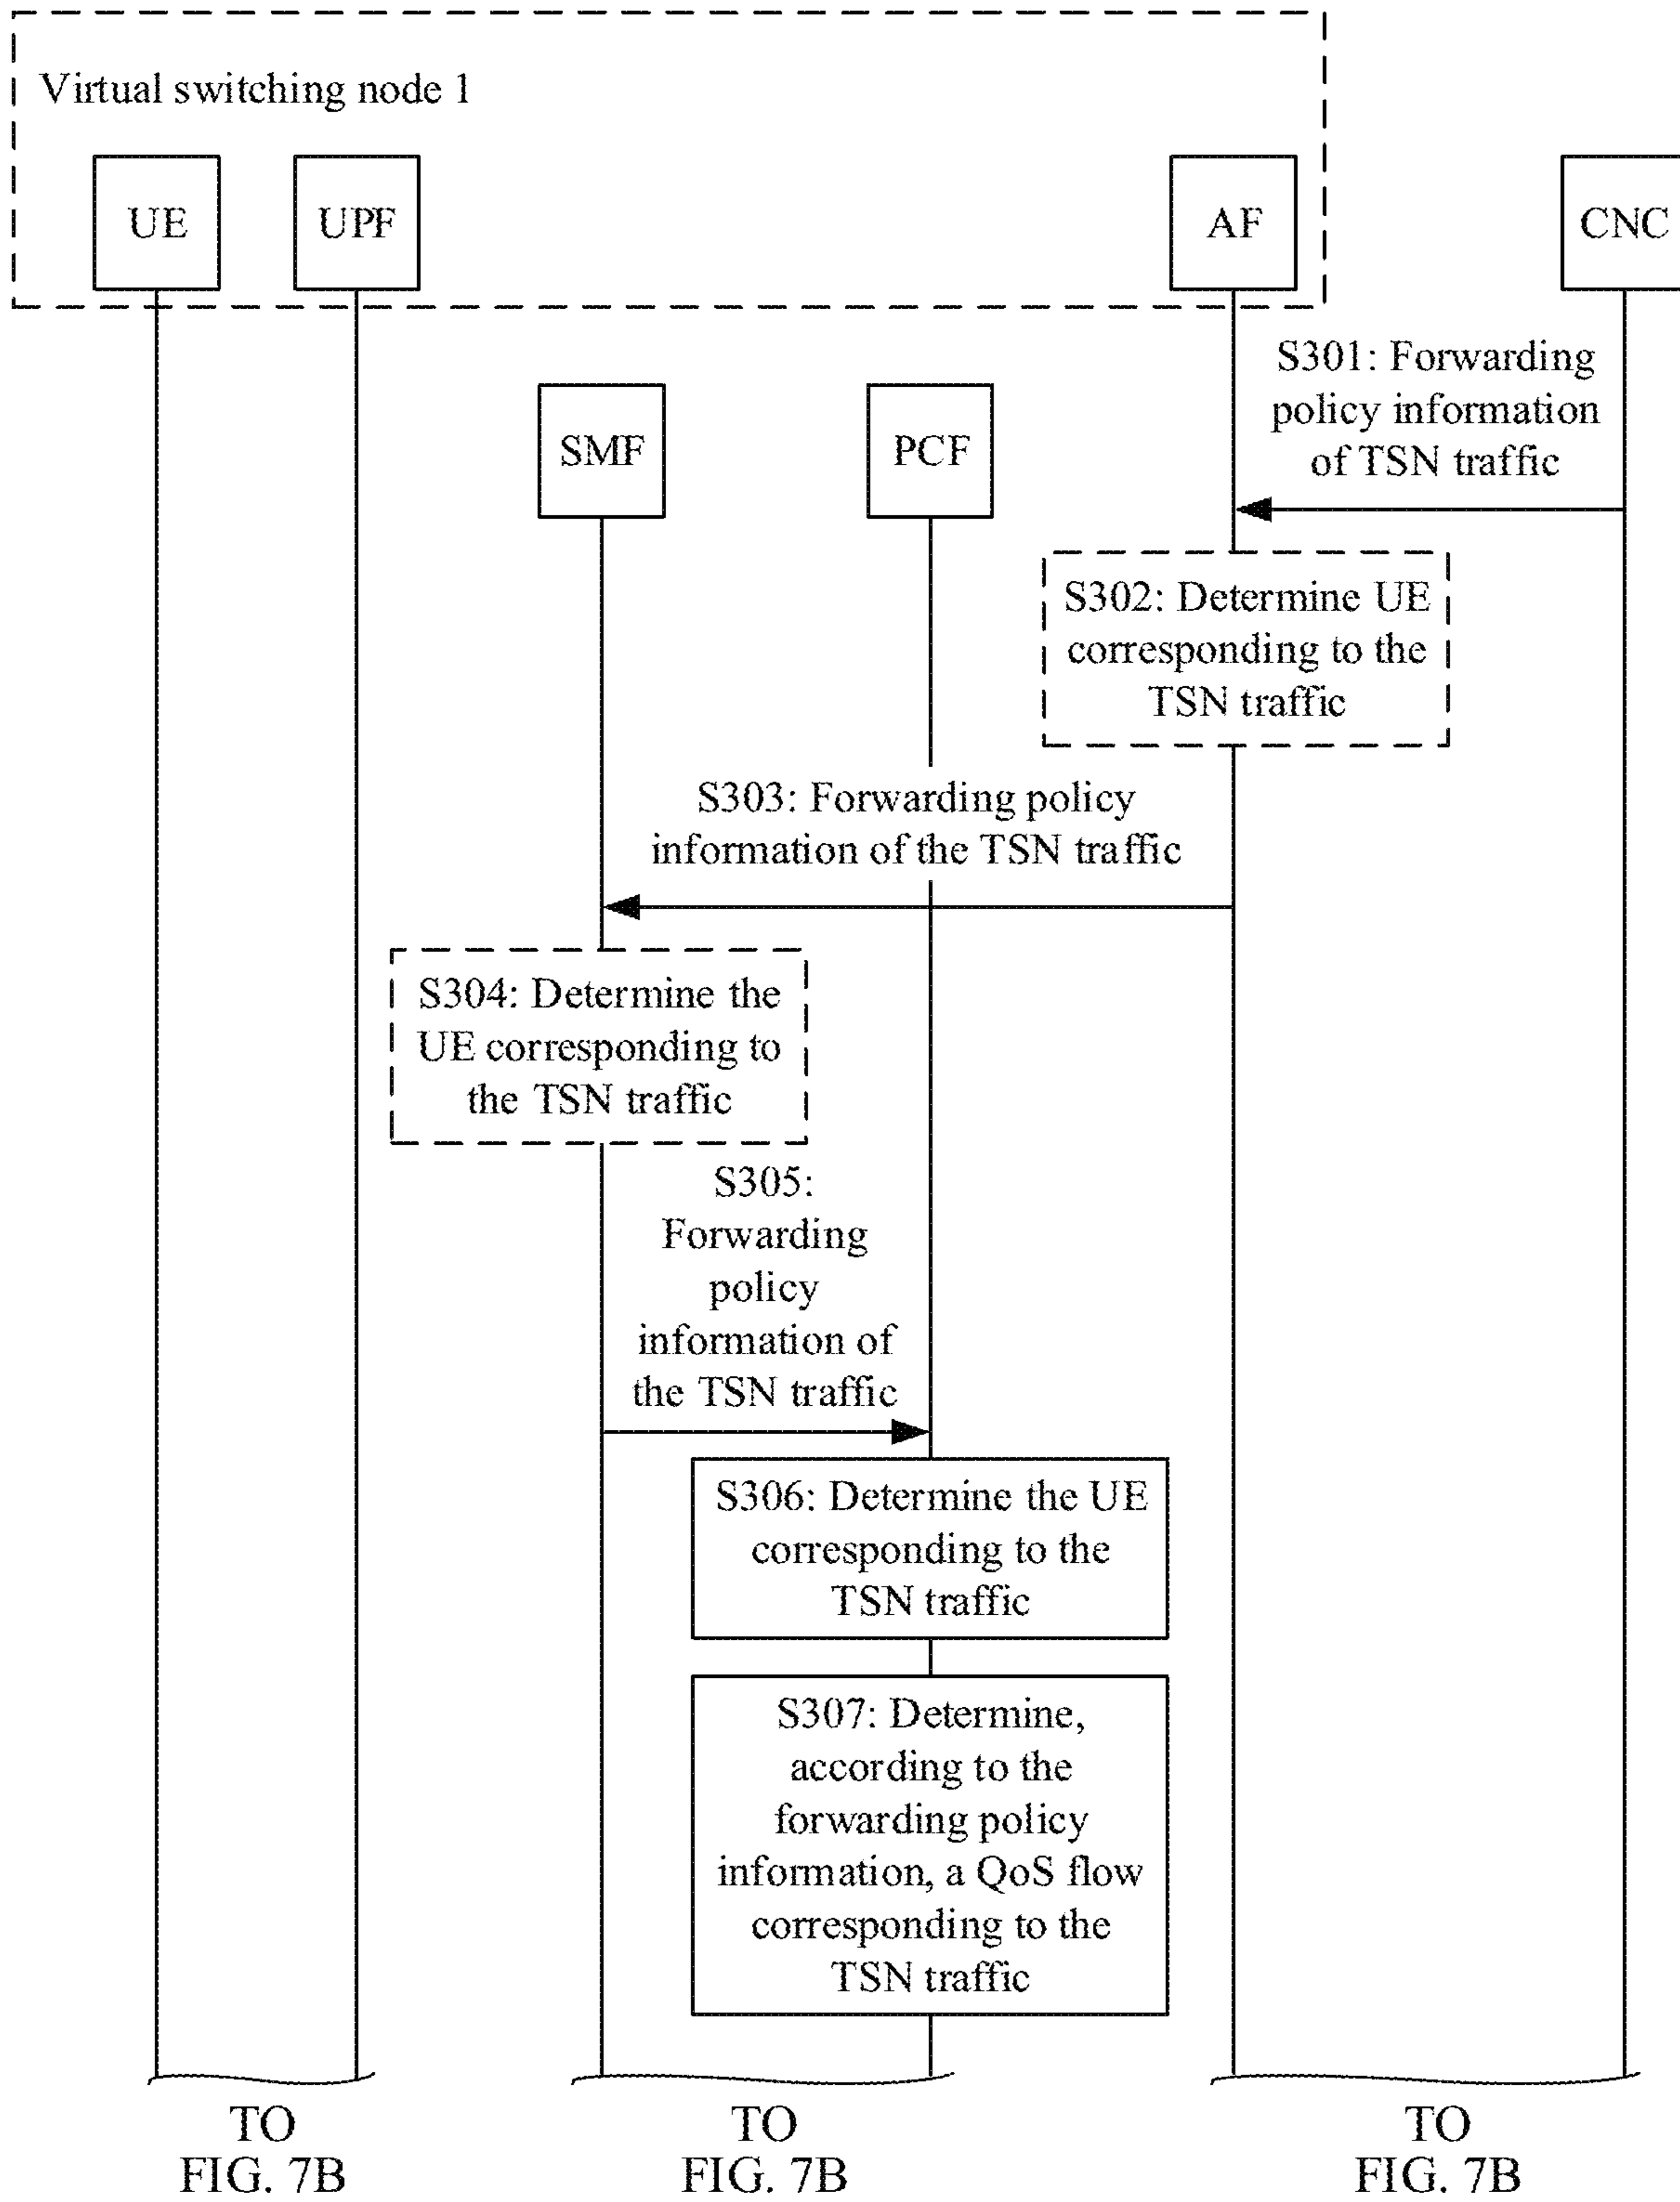 Virtual switching node 1
UE
UPF
AF
CNC
S301: Forwarding
policy information
of TSN traffic
SMF
PCF
S302: Determine UE
corresponding to the
TSN traffic
S303: Forwarding policy
information of the TSN traffic
S304: Determine the
UE corresponding to
the TSN traffic
S305:
Forwarding
policy
information of
the TSN traffic
S306: Determine the UE
corresponding to the
TSN traffic
S307: Determine,
according to the
forwarding policy
information, a QoS flow
corresponding to the
TSN traffic
TO
FIG. 7B
TO
FIG. 7B
TO
FIG. 7B